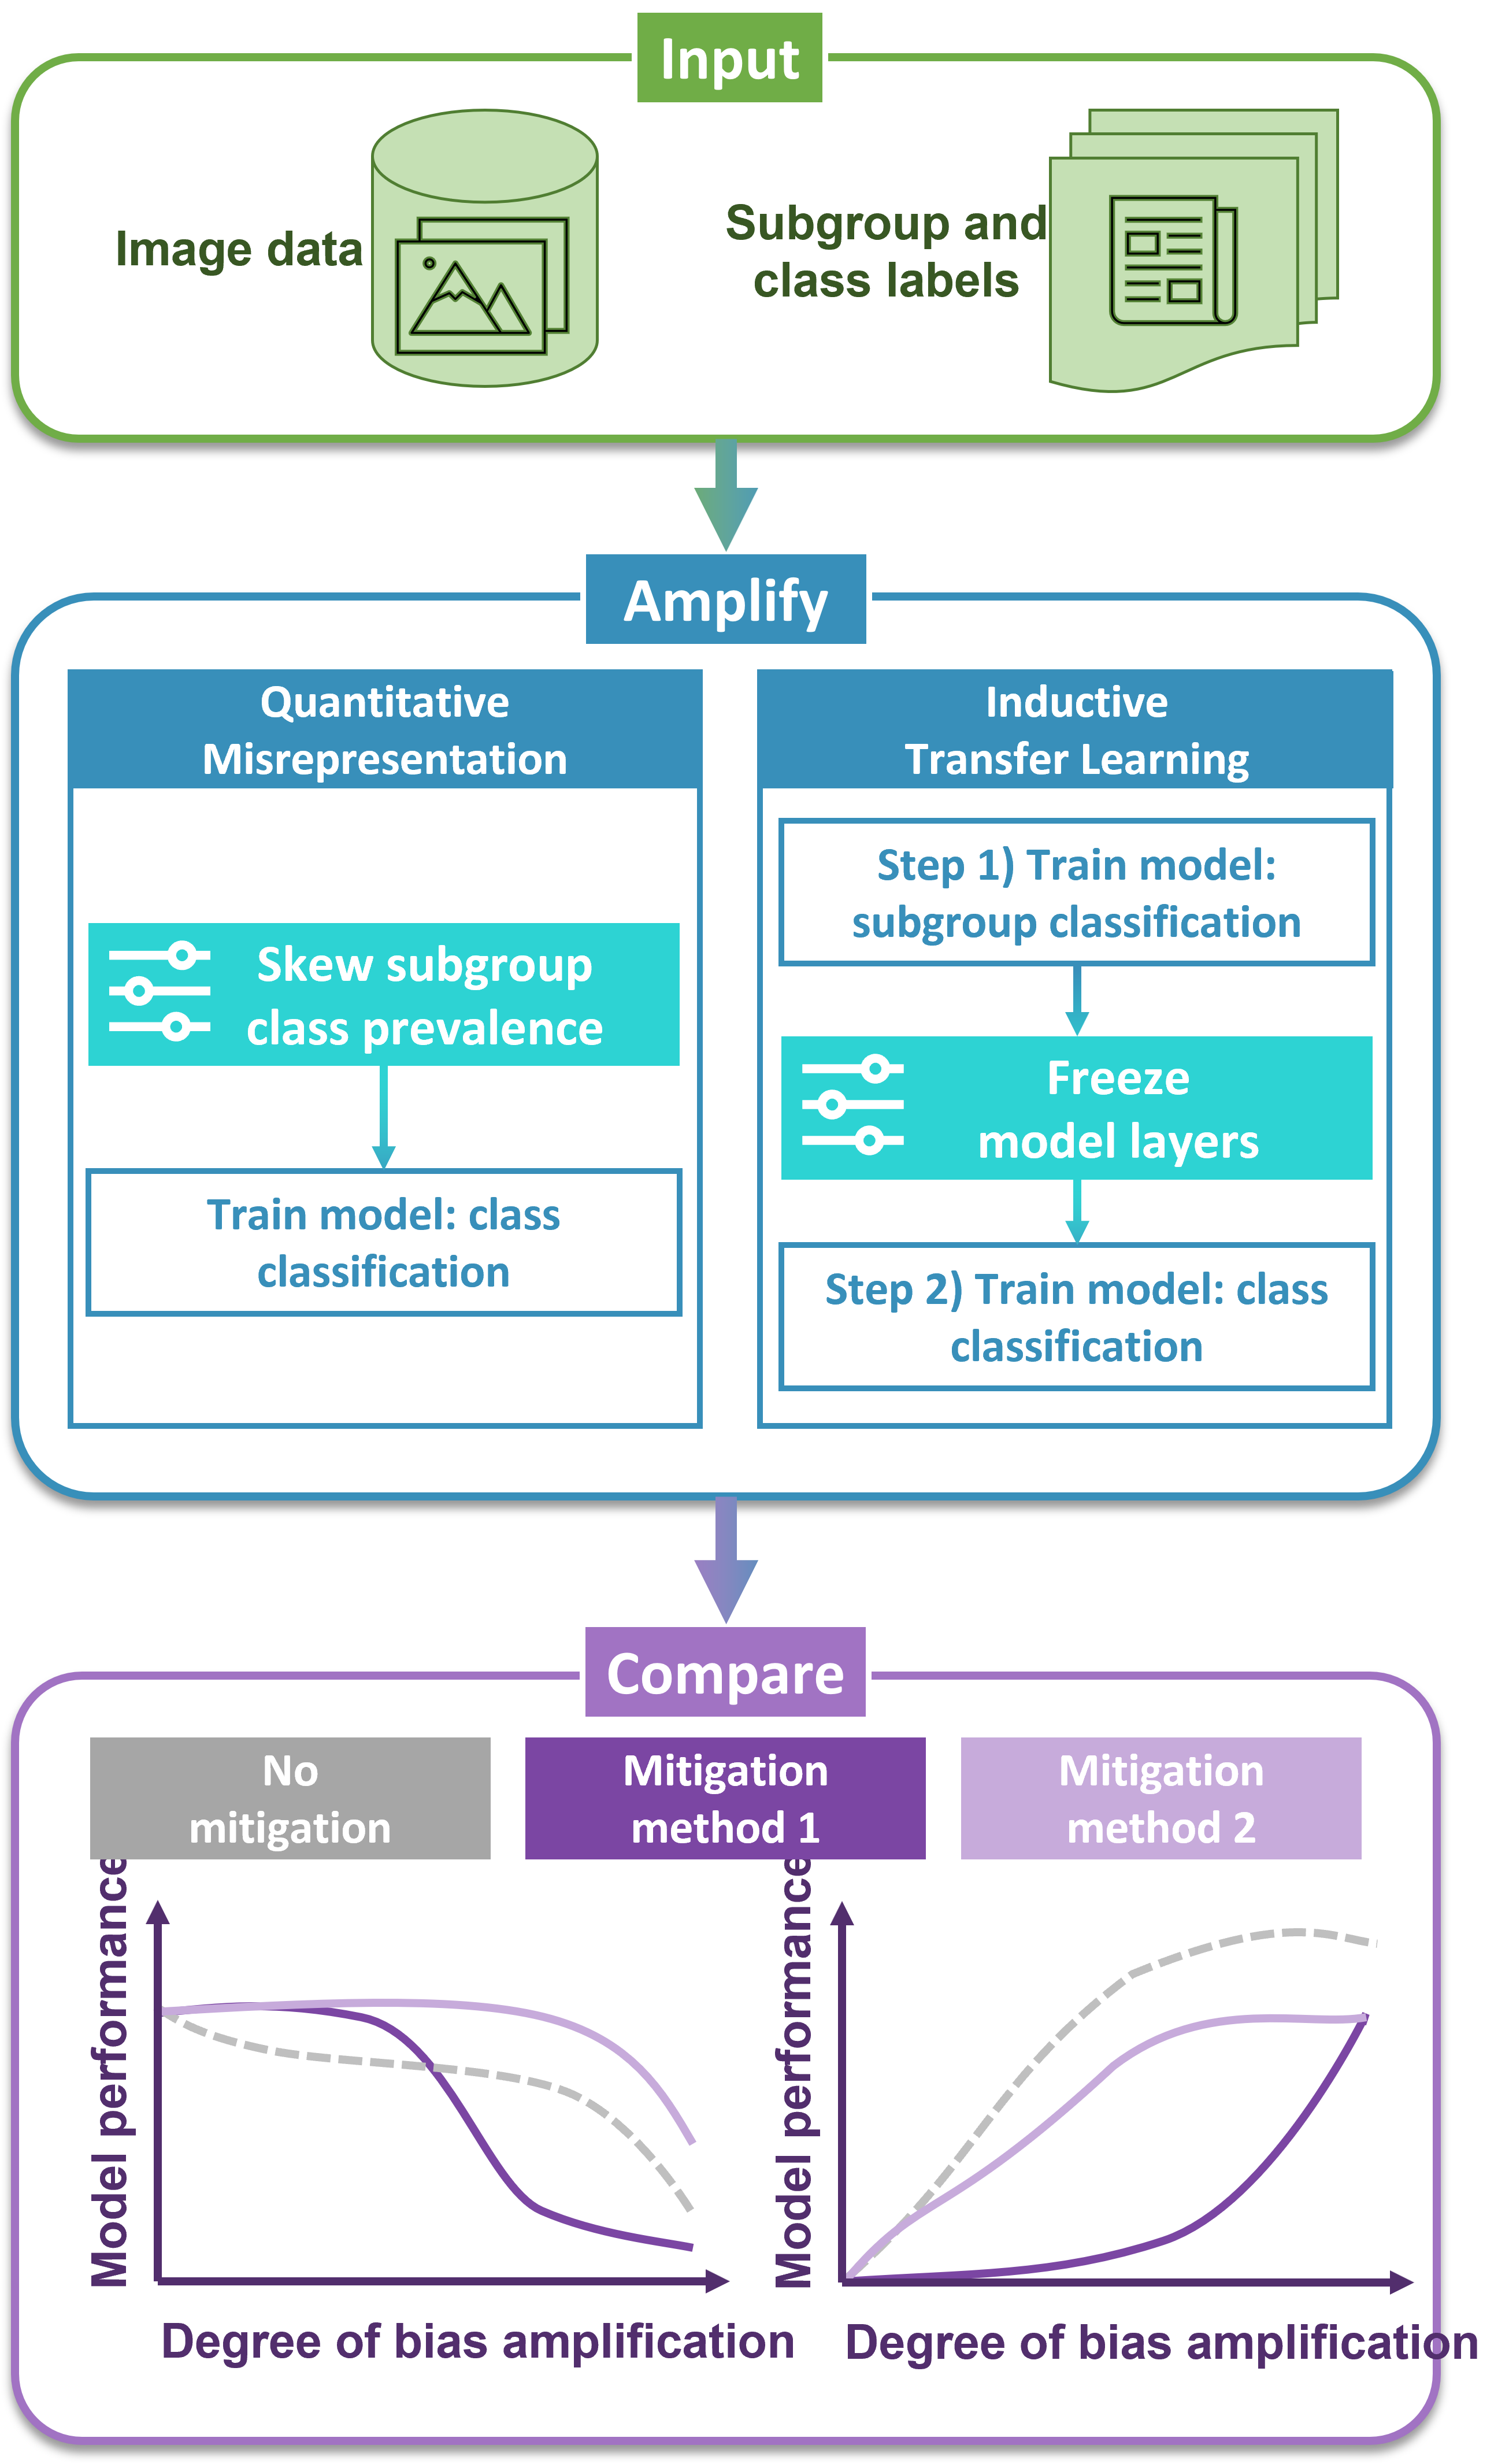 Input
Image data
Subgroup and
class labels
Amplify
Quantitative
Misrepresentation
Skew subgroup
class prevalence
Train model: class
classification
Inductive
Transfer Learning
Step 1) Train model:
subgroup classification
Freeze
model layers
Step 2) Train model: class
classification
Compare
No
mitigation
Mitigation
method 1
Mitigation
method 2
Model performance
Degree of bias amplification
Model performance
Degree of bias amplification